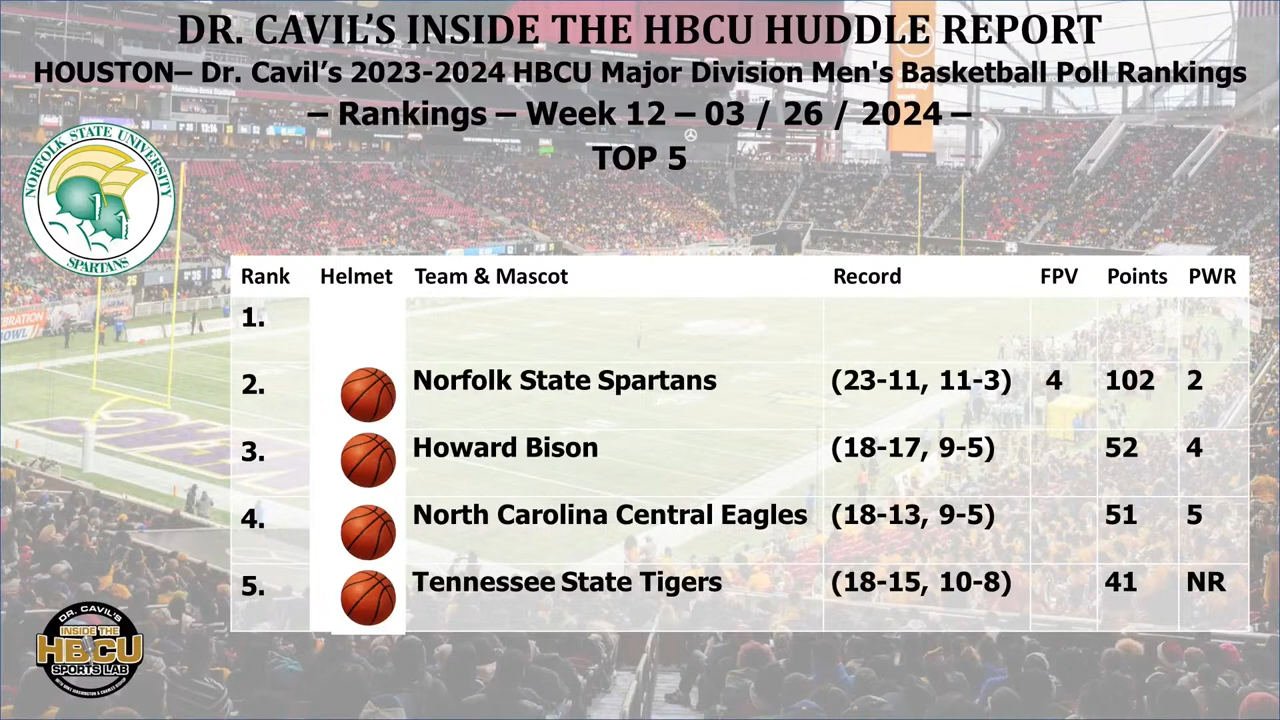 DR. CAVIL’S INSIDE THE HBCU HUDDLE REPORT
HOUSTON– Dr. Cavil’s 2023-2024 HBCU Major Division Men's Basketball Poll Rankings
– Rankings – Week 12 – 03 / 26 / 2024 –
TOP 5
NORFOLK STATE UNIVERSITY
SPARTANS
Rank Helmet Team & Mascot Record FPV Points PWR
1.
2. Norfolk State Spartans (23-11, 11-3) 4 102 2
3. Howard Bison (18-17, 9-5) 52 4
4. North Carolina Central Eagles (18-13, 9-5) 51 5
5. Tennessee State Tigers (18-15, 10-8) 41 NR
DR. CAVIL'S
INSIDE THE
HBCU
SPORTS LAB